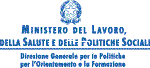 MINISTERO DEL LAVORO,
DELLA SALUTE E DELLE POLITICHE SOCIALI
Direzione Generale per le Politiche
per l'Orientamento e la Formazione